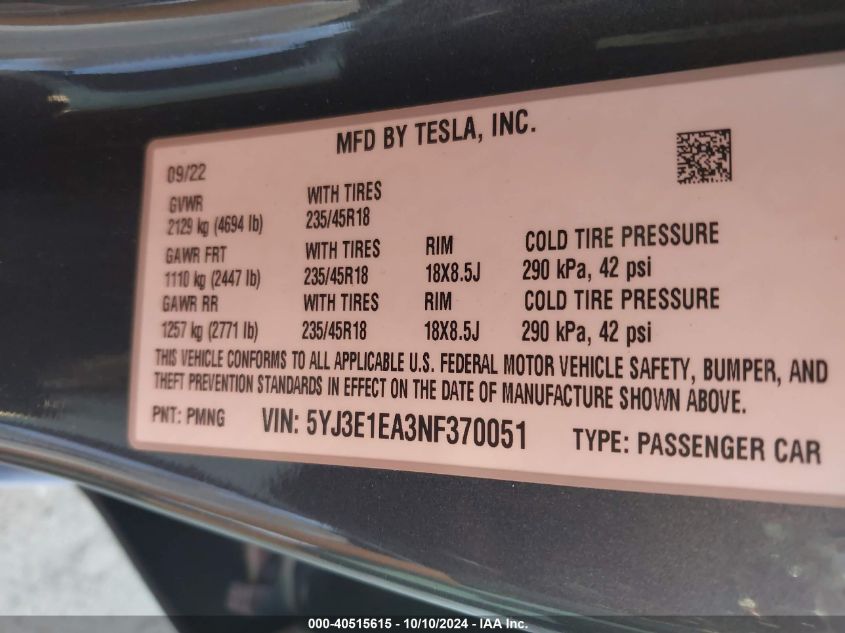 MFD BY TESLA, INC.
09/22
GVWR WITH TIRES
2129 kg (4694 lb) 235/45R18
GAWR FRT WITH TIRES RIM COLD TIRE PRESSURE
1110 kg (2447 lb) 235/45R18 18X8.5J 290 kPa, 42 psi
GAWR RR WITH TIRES RIM COLD TIRE PRESSURE
1257 kg (2771 lb) 235/45R18 18X8.5J 290 kPa, 42 psi
THIS VEHICLE CONFORMS TO ALL APPLICABLE U.S. FEDERAL MOTOR VEHICLE SAFETY, BUMPER, AND
THEFT PREVENTION STANDARDS IN EFFECT ON THE DATE OF MANUFACTURE SHOWN ABOVE.
PNT: PMNG VIN: 5YJ3E1EA3NF370051 TYPE: PASSENGER CAR
000-40515615 - 10/10/2024 - IAA Inc.